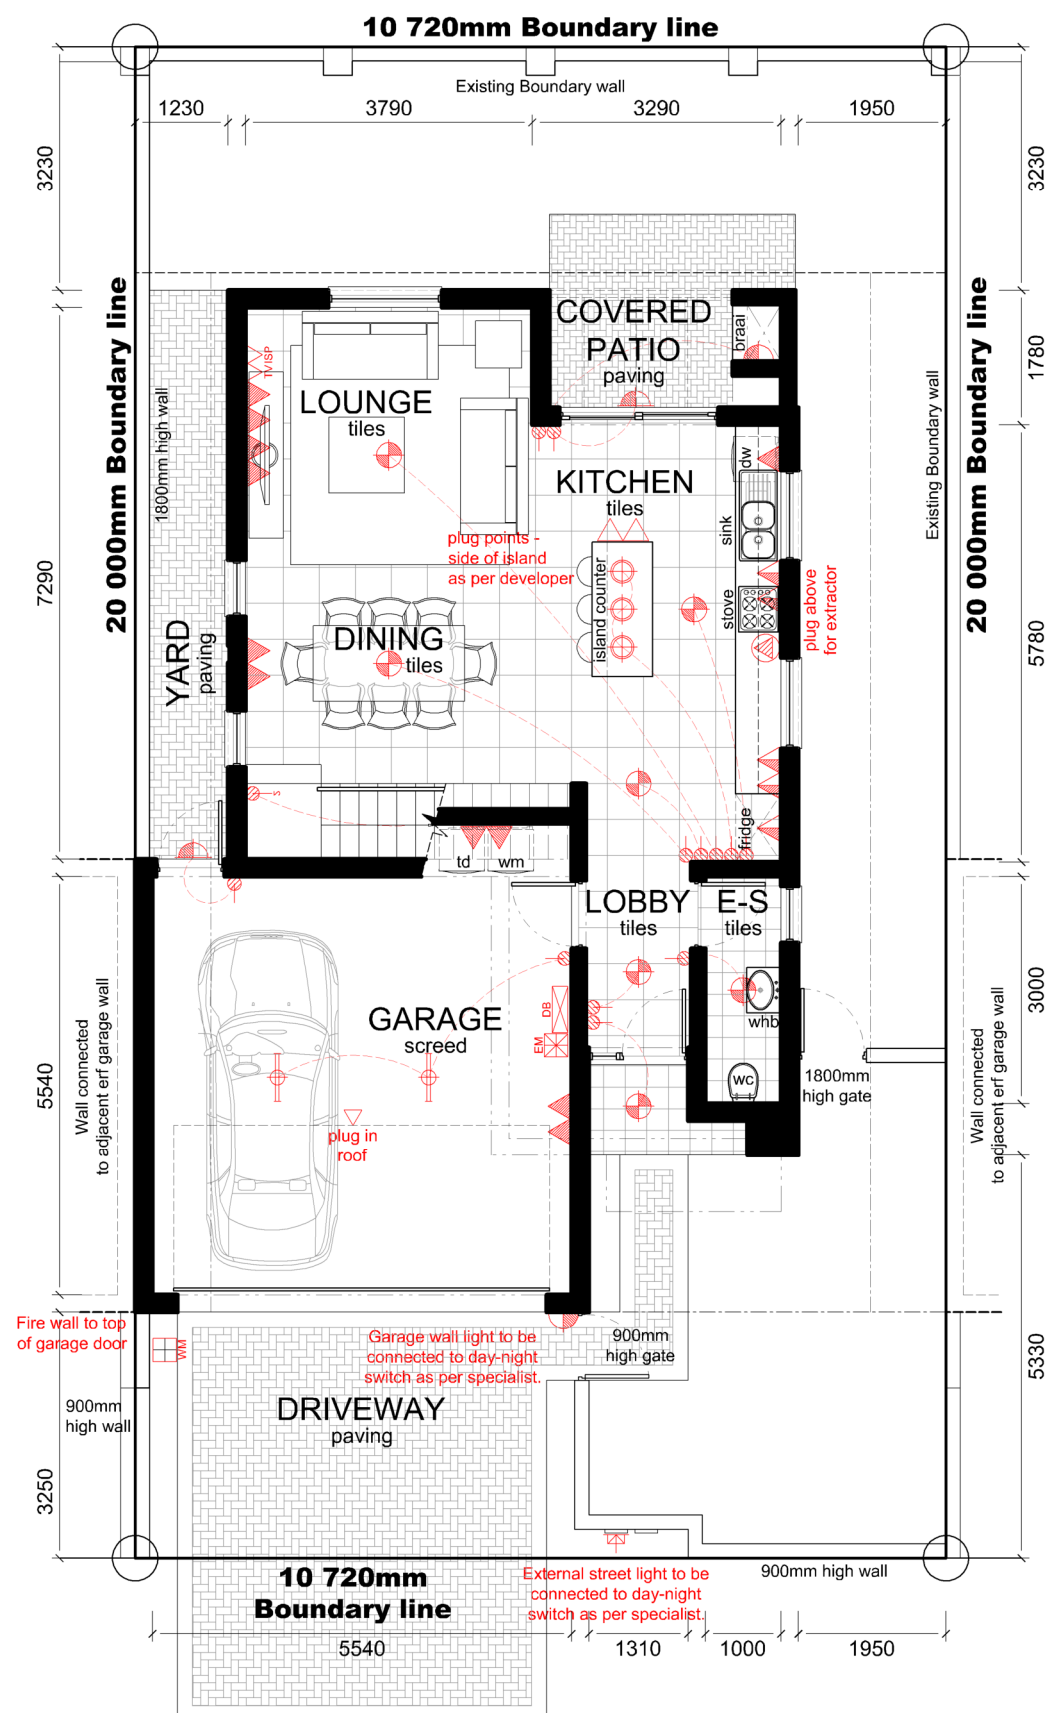 10 720mm Boundary line
Existing Boundary wall
1230
3790
3290
1950
3230
3230
20 000mm Boundary line
20 000mm Boundary line
COVERED
PATIO
paving
braai
1780
TV
ISP
LOUNGE
tiles
1800mm high wall
Existing Boundary wall
KITCHEN
tiles
dw
sink
plug points -
side of island
as per developer
island counter
stove
plug above
for extractor
7290
5780
YARD
paving
DINING
tiles
s
fridge
td
wm
LOBBY
tiles
E-S
tiles
GARAGE
screed
DB
EM
whb
wc
Wall connected
to adjacent erf garage wall
Wall connected
to adjacent erf garage wall
3000
5540
1800mm
high gate
plug in
roof
Fire wall to top
of garage door
WM
Garage wall light to be
connected to day-night
switch as per specialist.
900mm
high gate
5330
DRIVEWAY
paving
900mm
high wall
3250
10 720mm
Boundary line
External street light to be
connected to day-night
switch as per specialist.
900mm high wall
5540
1310
1000
1950